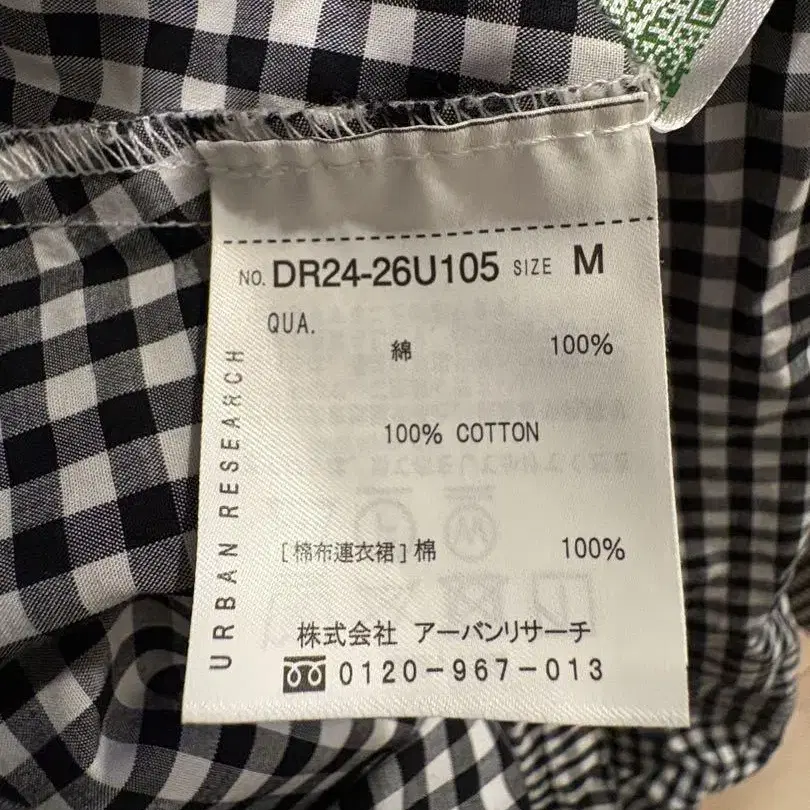 NO. DR24-26U105 SIZE M
QUA.
綿 100%
100% COTTON
[棉布連衣裙] 棉 100%
株式会社 アーバンリサーチ
0120-967-013
URBAN RESEARCH